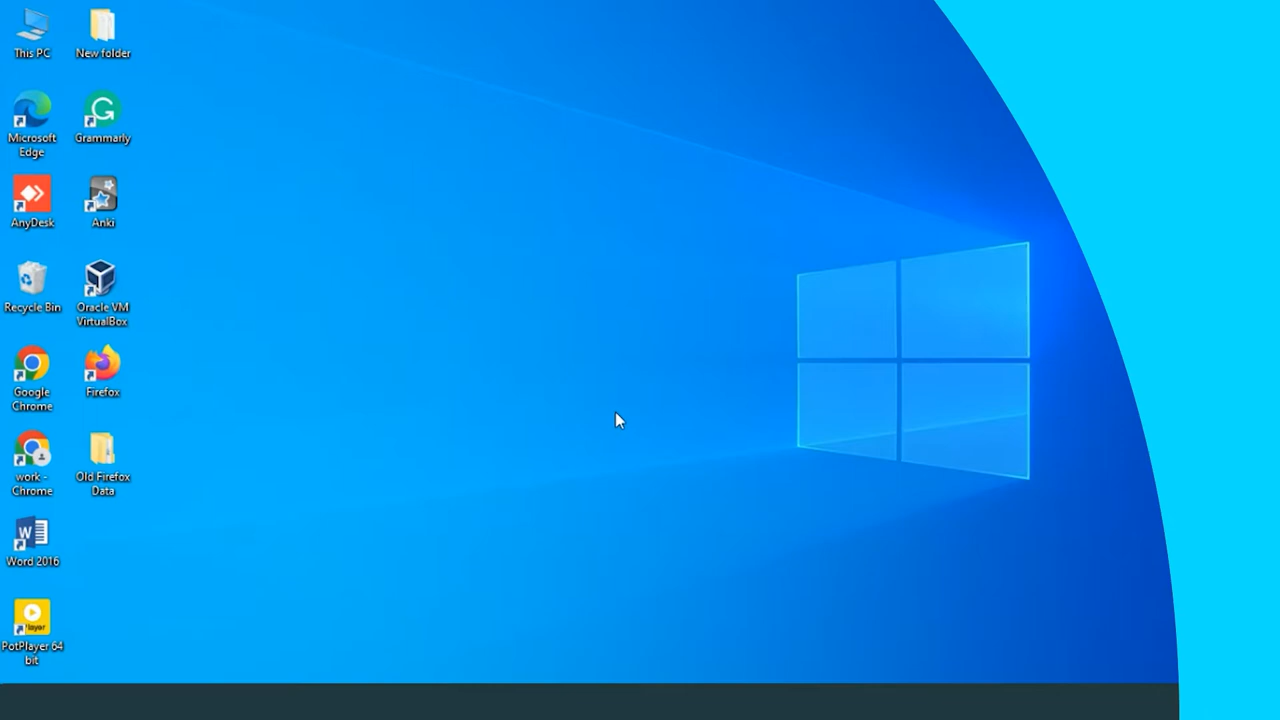 This PC
New folder
Microsoft
Edge
Grammarly
AnyDesk
Anki
Recycle Bin
Oracle VM
VirtualBox
Google
Chrome
Firefox
work -
Chrome
Old Firefox
Data
Word 2016
PotPlayer 64
bit